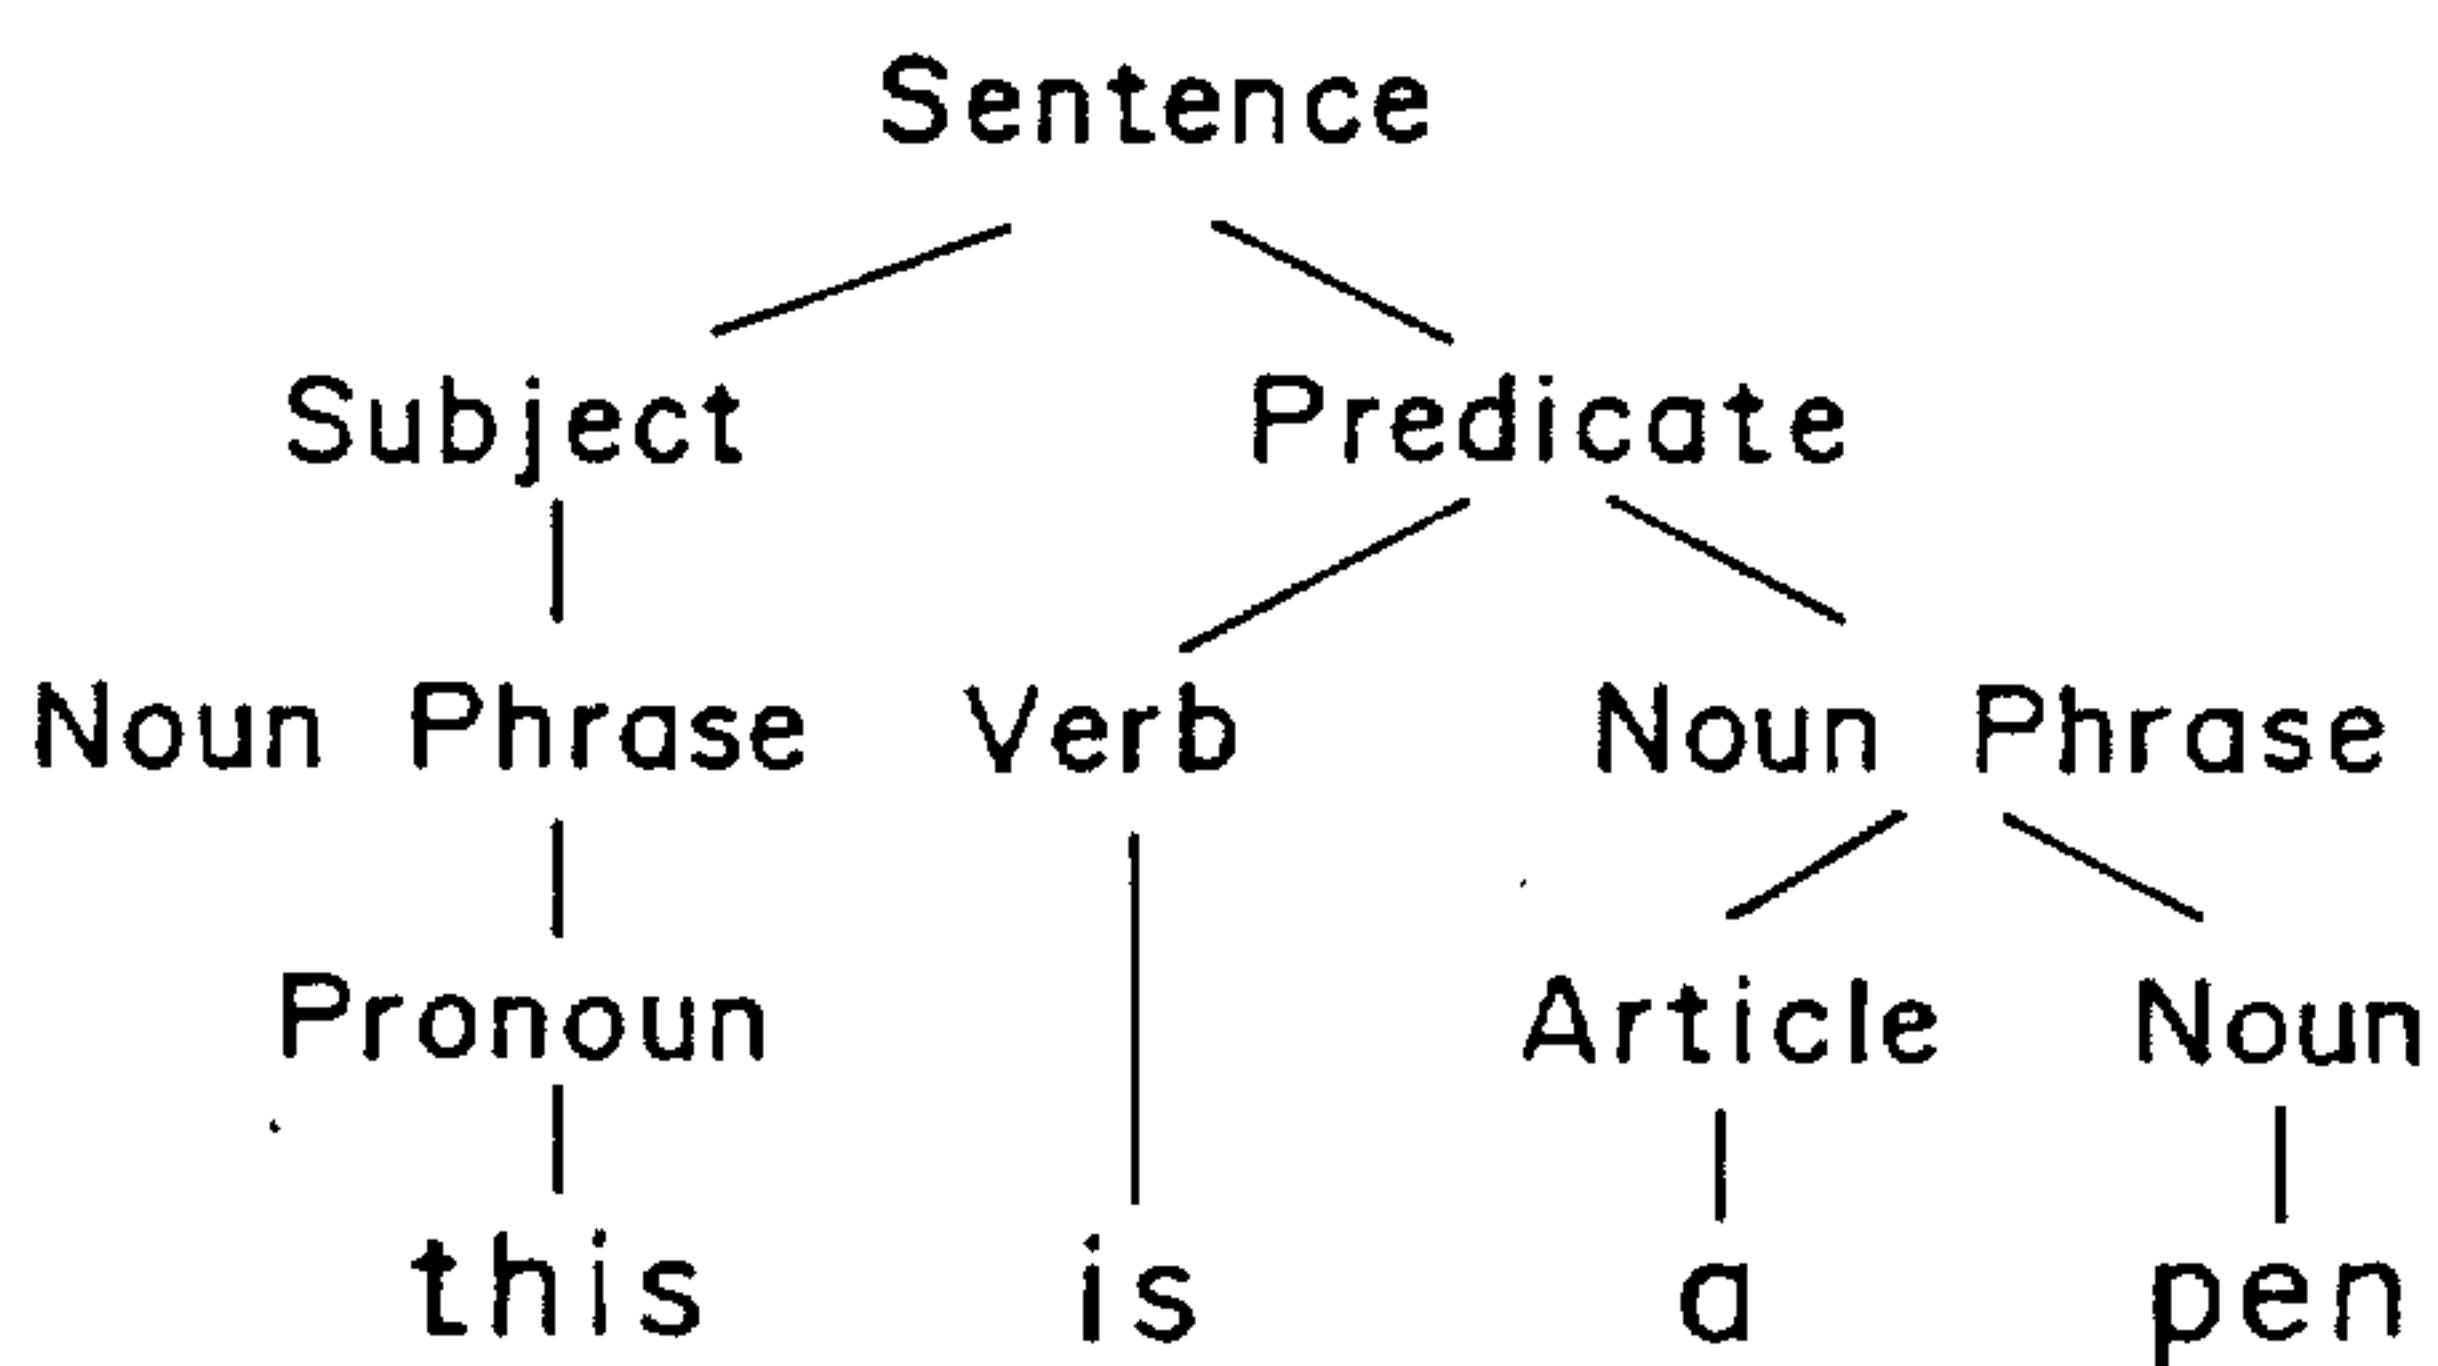 Sentence
Subject Predicate
Noun Phrase Verb Noun Phrase
Pronoun Article Noun
this is a pen